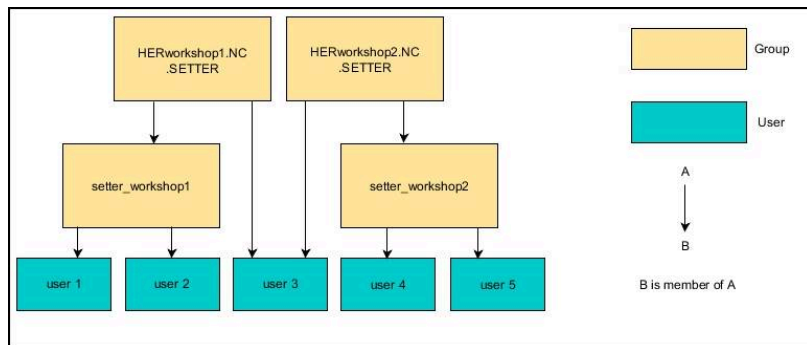 HERworkshop1.NC
.SETTER
HERworkshop2.NC
.SETTER
Group
User
A
setter_workshop1
setter_workshop2
B
user 1
user 2
user 3
user 4
user 5
B is member of A